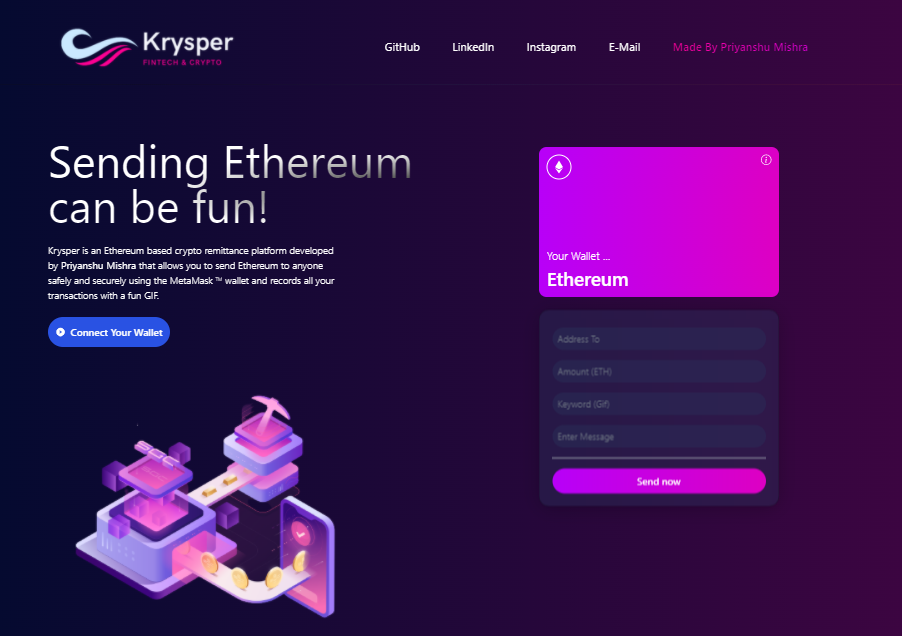 Krysper
FINTECH & CRYPTO
GitHub
LinkedIn
Instagram
E-Mail
Made By Priyanshu Mishra
Sending Ethereum
can be fun!
Krysper is an Ethereum based crypto remittance platform developed
by Priyanshu Mishra that allows you to send Ethereum to anyone
safely and securely using the MetaMask ™ wallet and records all your
transactions with a fun GIF.
Connect Your Wallet
Your Wallet ...
Ethereum
Address To
Amount (ETH)
Keyword (Gif)
Enter Message
Send now